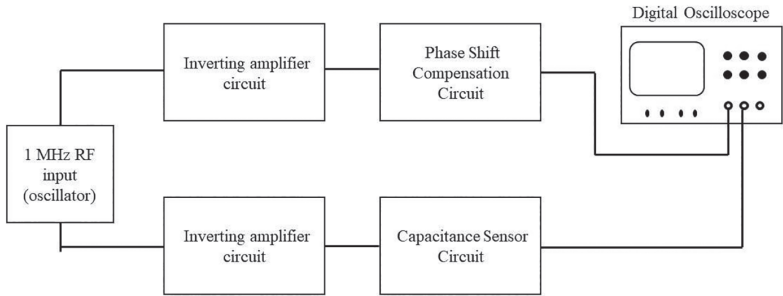 Digital Oscilloscope
Inverting amplifier
circuit
Phase Shift
Compensation
Circuit
1 MHz RF
input
(oscillator)
Inverting amplifier
circuit
Capacitance Sensor
Circuit